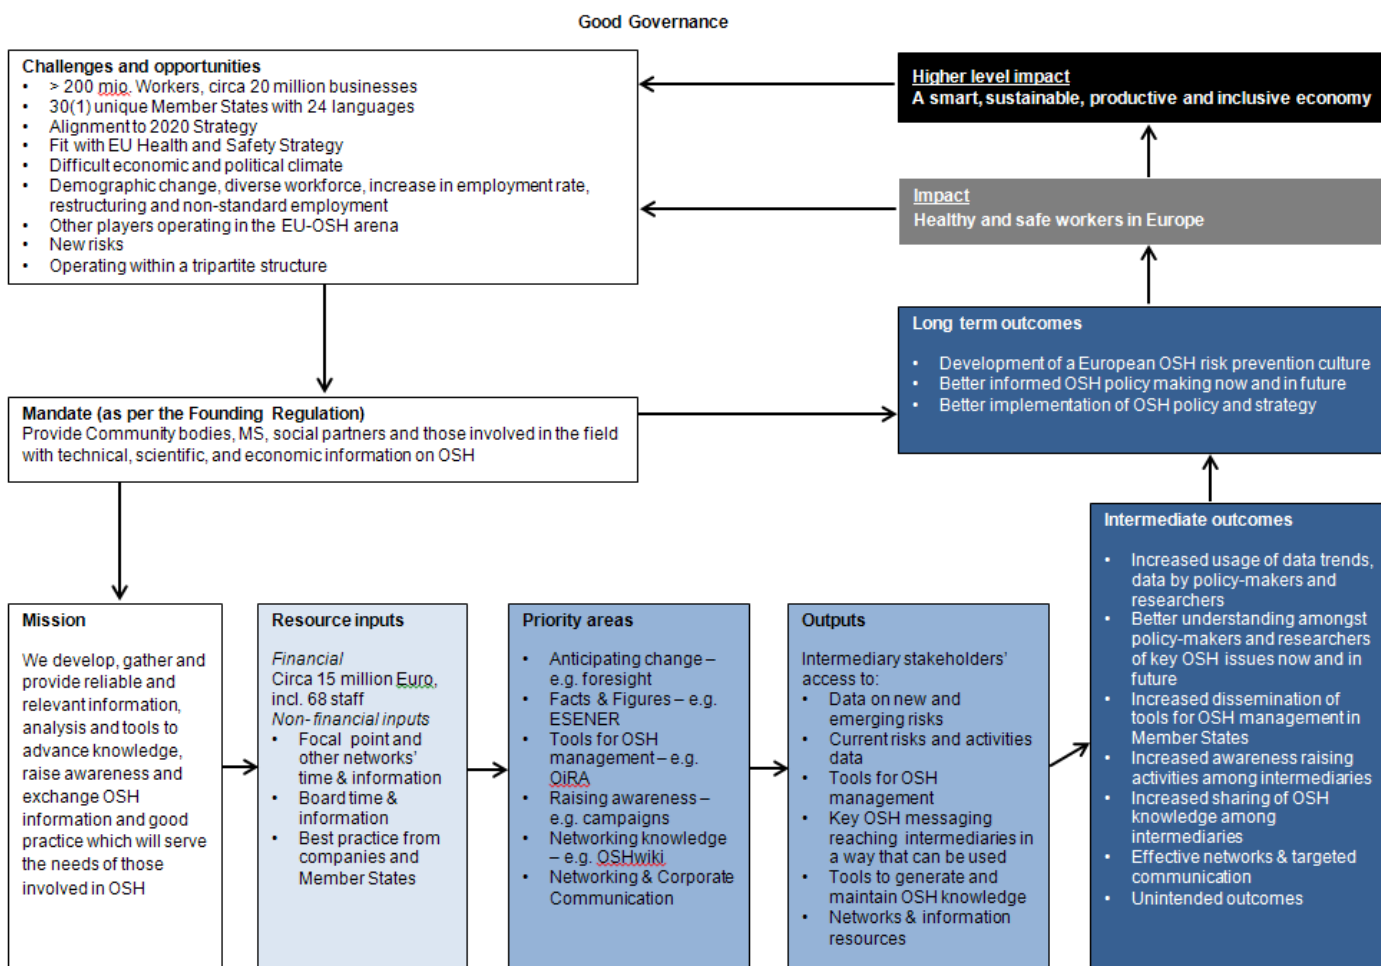 Good Governance
Challenges and opportunities
• > 200 mio. Workers, circa 20 million businesses
• 30(1) unique Member States with 24 languages
• Alignment to 2020 Strategy
• Fit with EU Health and Safety Strategy
• Difficult economic and political climate
• Demographic change, diverse workforce, increase in employment rate,
restructuring and non-standard employment
• Other players operating in the EU-OSH arena
• New risks
• Operating within a tripartite structure
Higher level impact
A smart, sustainable, productive and inclusive economy
Impact
Healthy and safe workers in Europe
Long term outcomes
• Development of a European OSH risk prevention culture
• Better informed OSH policy making now and in future
• Better implementation of OSH policy and strategy
Mandate (as per the Founding Regulation)
Provide Community bodies, MS, social partners and those involved in the field
with technical, scientific, and economic information on OSH
Mission
We develop, gather and
provide reliable and
relevant information,
analysis and tools to
advance knowledge,
raise awareness and
exchange OSH
information and good
practice which will serve
the needs of those
involved in OSH
Resource inputs
Financial
Circa 15 million Euro,
incl. 68 staff
Non-financial inputs
• Focal point and
other networks'
time & information
• Board time &
information
• Best practice from
companies and
Member States
Priority areas
• Anticipating change –
e.g. foresight
• Facts & Figures – e.g.
ESENER
• Tools for OSH
management – e.g.
OiRA
• Raising awareness –
e.g. campaigns
• Networking knowledge
– e.g. OSHwiki
• Networking & Corporate
Communication
Outputs
Intermediary stakeholders'
access to:
• Data on new and
emerging risks
• Current risks and activities
data
• Tools for OSH
management
• Key OSH messaging
reaching intermediaries in
a way that can be used
• Tools to generate and
maintain OSH knowledge
• Networks & information
resources
Intermediate outcomes
• Increased usage of data trends,
data by policy-makers and
researchers
• Better understanding amongst
policy-makers and researchers
of key OSH issues now and in
future
• Increased dissemination of
tools for OSH management in
Member States
• Increased awareness raising
activities among intermediaries
• Increased sharing of OSH
knowledge among
intermediaries
• Effective networks & targeted
communication
• Unintended outcomes